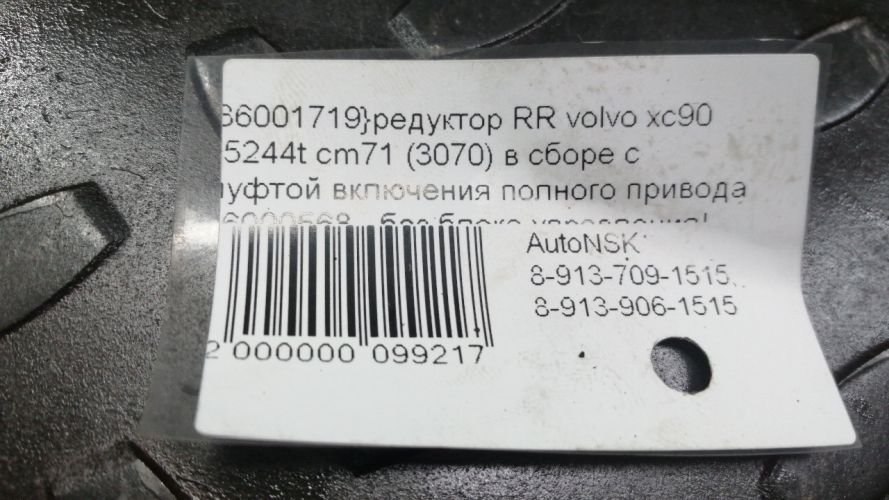 36001719}редуктор RR volvo xc90
5244t cm71 (3070) в сборе с
муфтой включения полного привода
AutoNSK
8-913-709-1515
8-913-906-1515
2 000000 099217